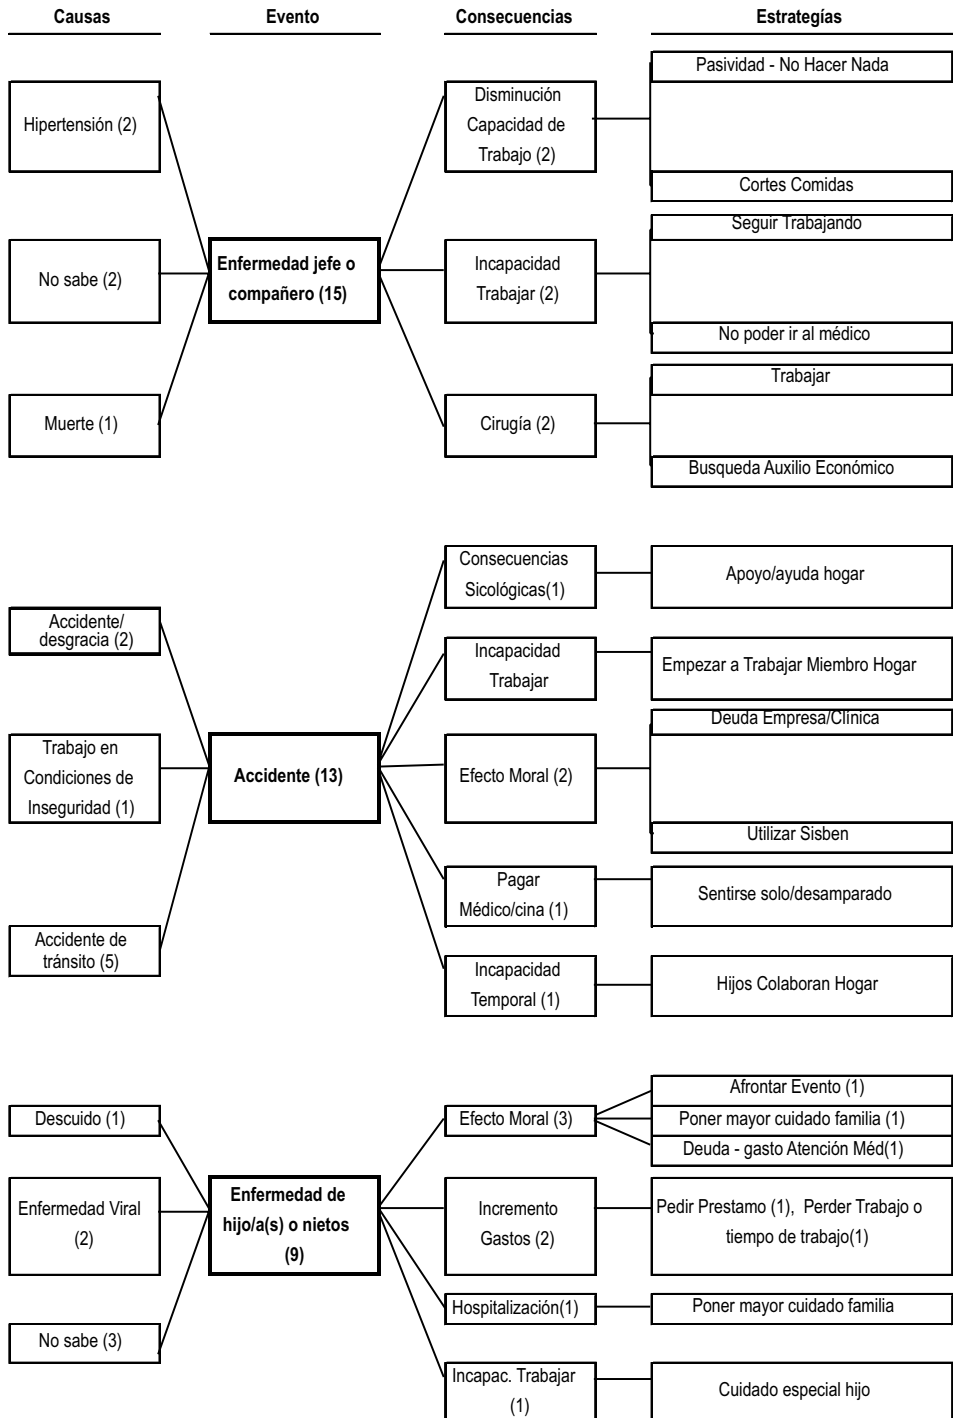 Causas Evento Consecuencias Estrategías
Hipertensión (2)
No sabe (2)
Muerte (1)
Enfermedad jefe o
compañero (15)
Disminución
Capacidad de
Trabajo (2)
Incapacidad
Trabajar (2)
Cirugía (2)
Pasividad - No Hacer Nada
Cortes Comidas
Seguir Trabajando
No poder ir al médico
Trabajar
Busqueda Auxilio Económico
Accidente/
desgracia (2)
Trabajo en
Condiciones de
Inseguridad (1)
Accidente de
tránsito (5)
Accidente (13)
Consecuencias
Sicológicas(1)
Incapacidad
Trabajar
Efecto Moral (2)
Pagar
Médico/cina (1)
Incapacidad
Temporal (1)
Apoyo/ayuda hogar
Empezar a Trabajar Miembro Hogar
Deuda Empresa/Clínica
Utilizar Sisben
Sentirse solo/desamparado
Hijos Colaboran Hogar
Descuido (1)
Enfermedad Viral
(2)
No sabe (3)
Enfermedad de
hijo/a(s) o nietos
(9)
Efecto Moral (3)
Incremento
Gastos (2)
Hospitalización(1)
Incapac. Trabajar
(1)
Afrontar Evento (1)
Poner mayor cuidado familia (1)
Deuda - gasto Atención Méd(1)
Pedir Prestamo (1), Perder Trabajo o
tiempo de trabajo(1)
Poner mayor cuidado familia
Cuidado especial hijo